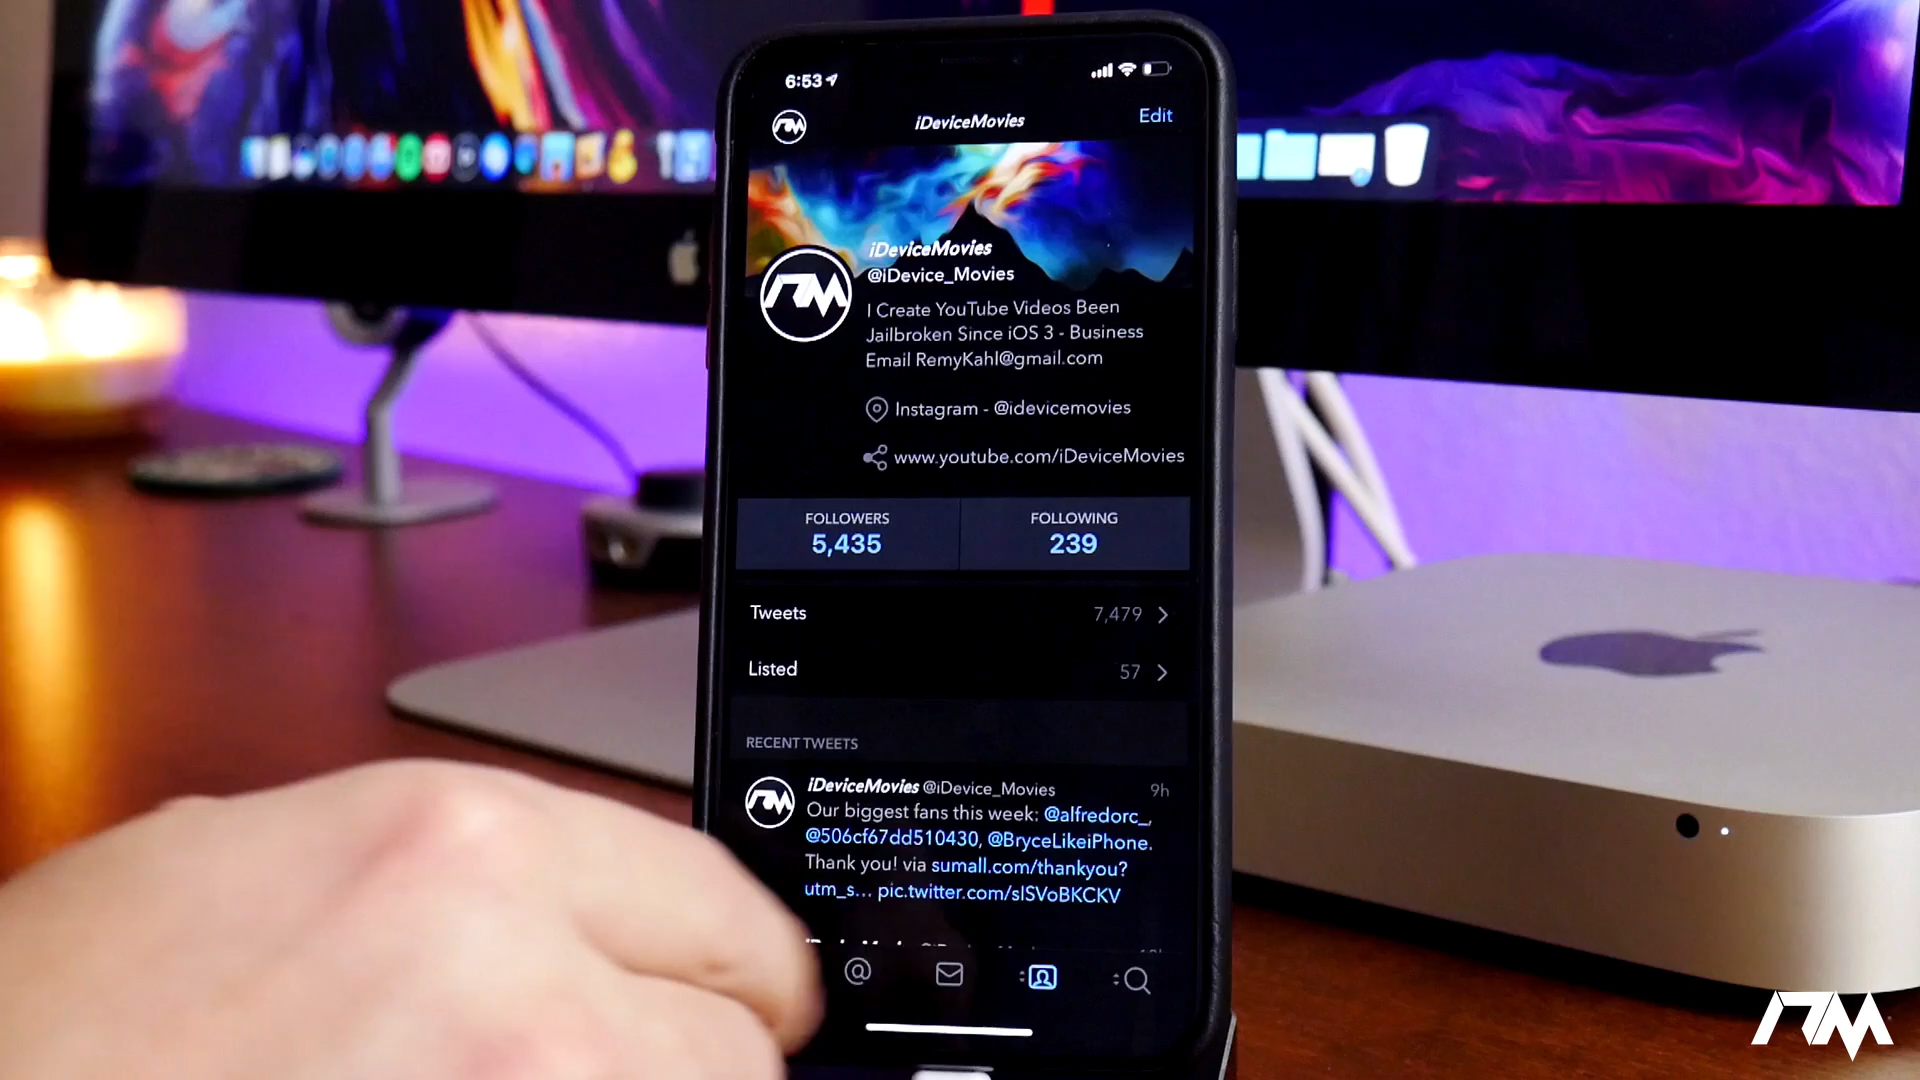 6:53
iDeviceMovies
Edit
iDeviceMovies
@iDevice_Movies
I Create YouTube Videos Been
Jailbroken Since iOS 3 - Business
Email RemyKahl@gmail.com
Instagram - @idevicemovies
www.youtube.com/iDeviceMovies
FOLLOWERS
5,435
FOLLOWING
239
Tweets
7,479
Listed
57
RECENT TWEETS
iDeviceMovies @iDevice_Movies
9h
Our biggest fans this week: @alfredorc_,
@506cf67dd510430, @BryceLikeiPhone.
Thank you! via sumall.com/thankyou?
utm_s... pic.twitter.com/slSVoBKCKV